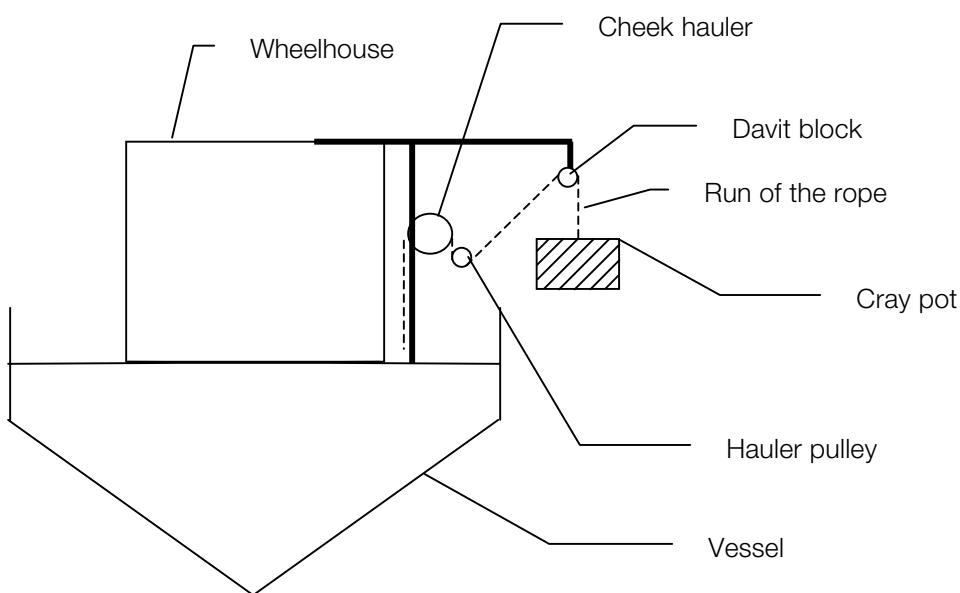 Cheek hauler
Wheelhouse
Davit block
Run of the rope
Cray pot
Hauler pulley
Vessel